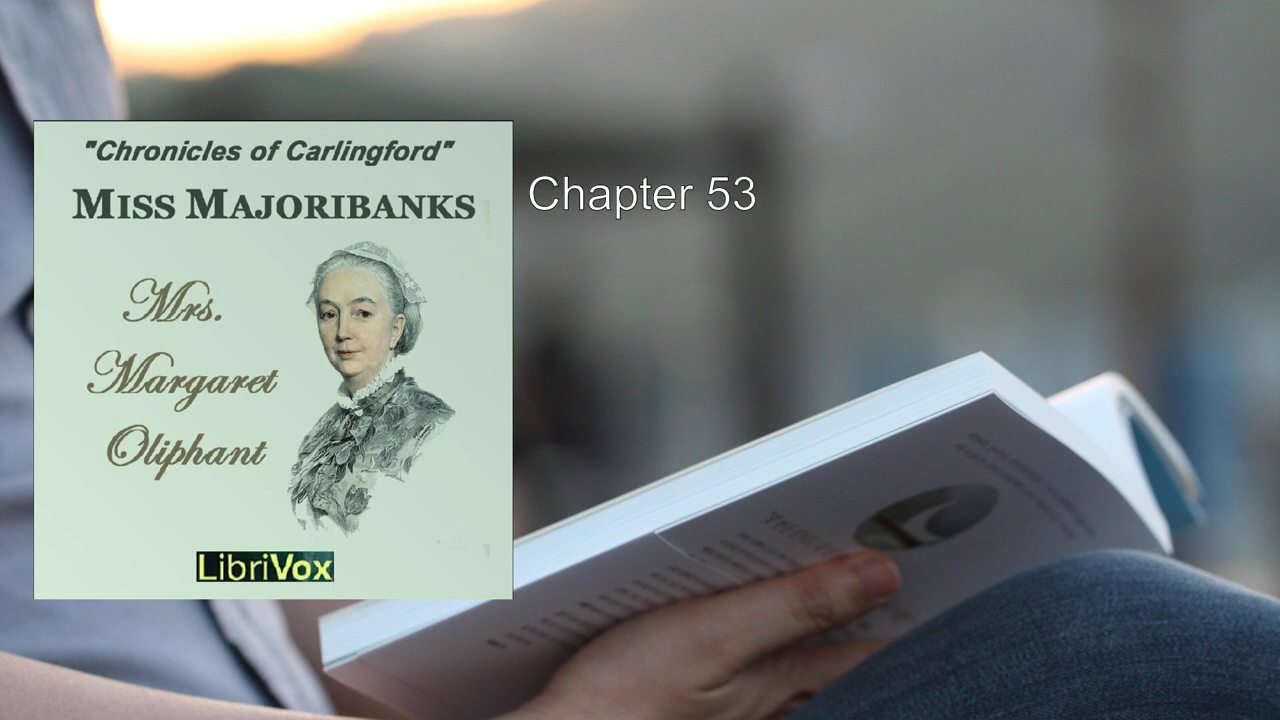 "Chronicles of Carlingford"
MISS MAJORIBANKS
Mrs.
Margaret
Oliphant
LibriVox
Chapter 53